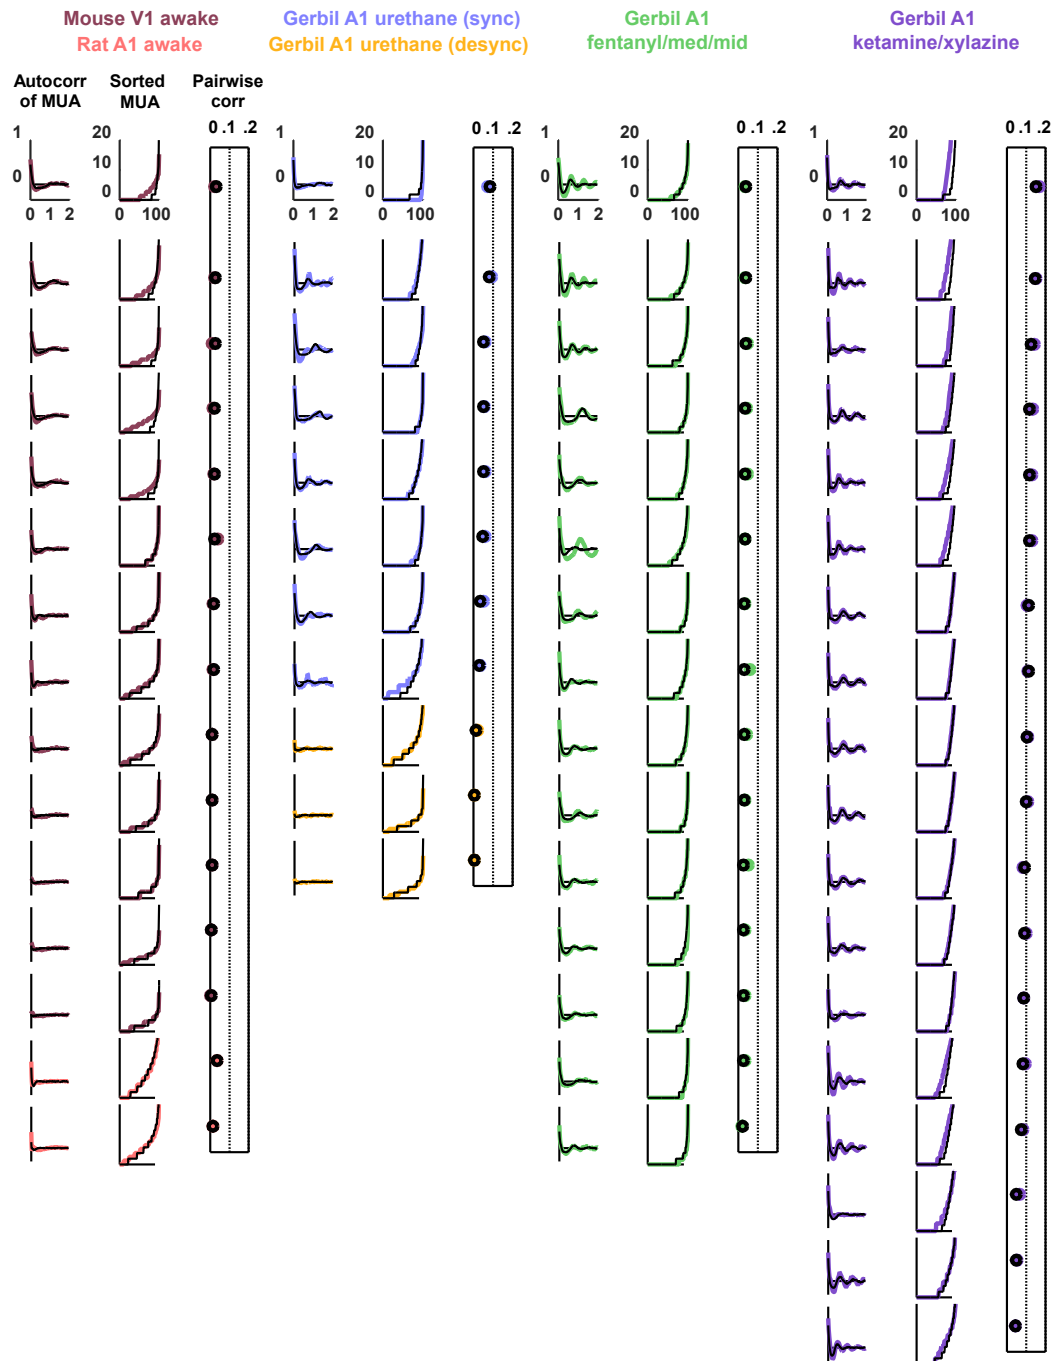 Mouse V1 awake
Rat A1 awake
Gerbil A1 urethane (sync)
Gerbil A1 urethane (desync)
Gerbil A1
fentanyl/med/mid
Gerbil A1
ketamine/xylazine
Autocorr
of MUA
Sorted
MUA
Pairwise
corr
1
0
0 1 2
20
10
0
0 100
0 .1 .2
1
0
0 1 2
20
10
0
0 100
0 .1 .2
1
0
0 1 2
20
10
0
0 100
0 .1 .2
1
0
0 1 2
20
10
0
0 100
0 .1 .2